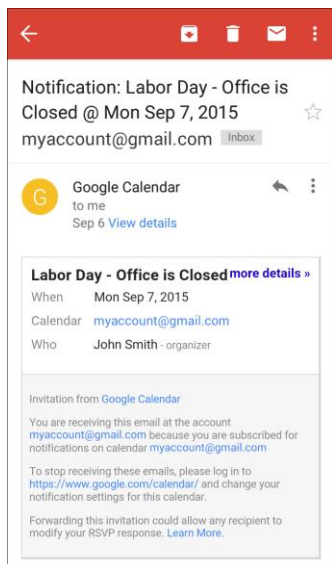 Notification: Labor Day - Office is
Closed @ Mon Sep 7, 2015
myaccount@gmail.com Inbox
G
Google Calendar
to me
Sep 6 View details
Labor Day - Office is Closed more details »
When Mon Sep 7, 2015
Calendar myaccount@gmail.com
Who John Smith - organizer
Invitation from Google Calendar
You are receiving this email at the account
myaccount@gmail.com because you are subscribed for
notifications on calendar myaccount@gmail.com
To stop receiving these emails, please log in to
https://www.google.com/calendar/ and change your
notification settings for this calendar.
Forwarding this invitation could allow any recipient to
modify your RSVP response. Learn More.